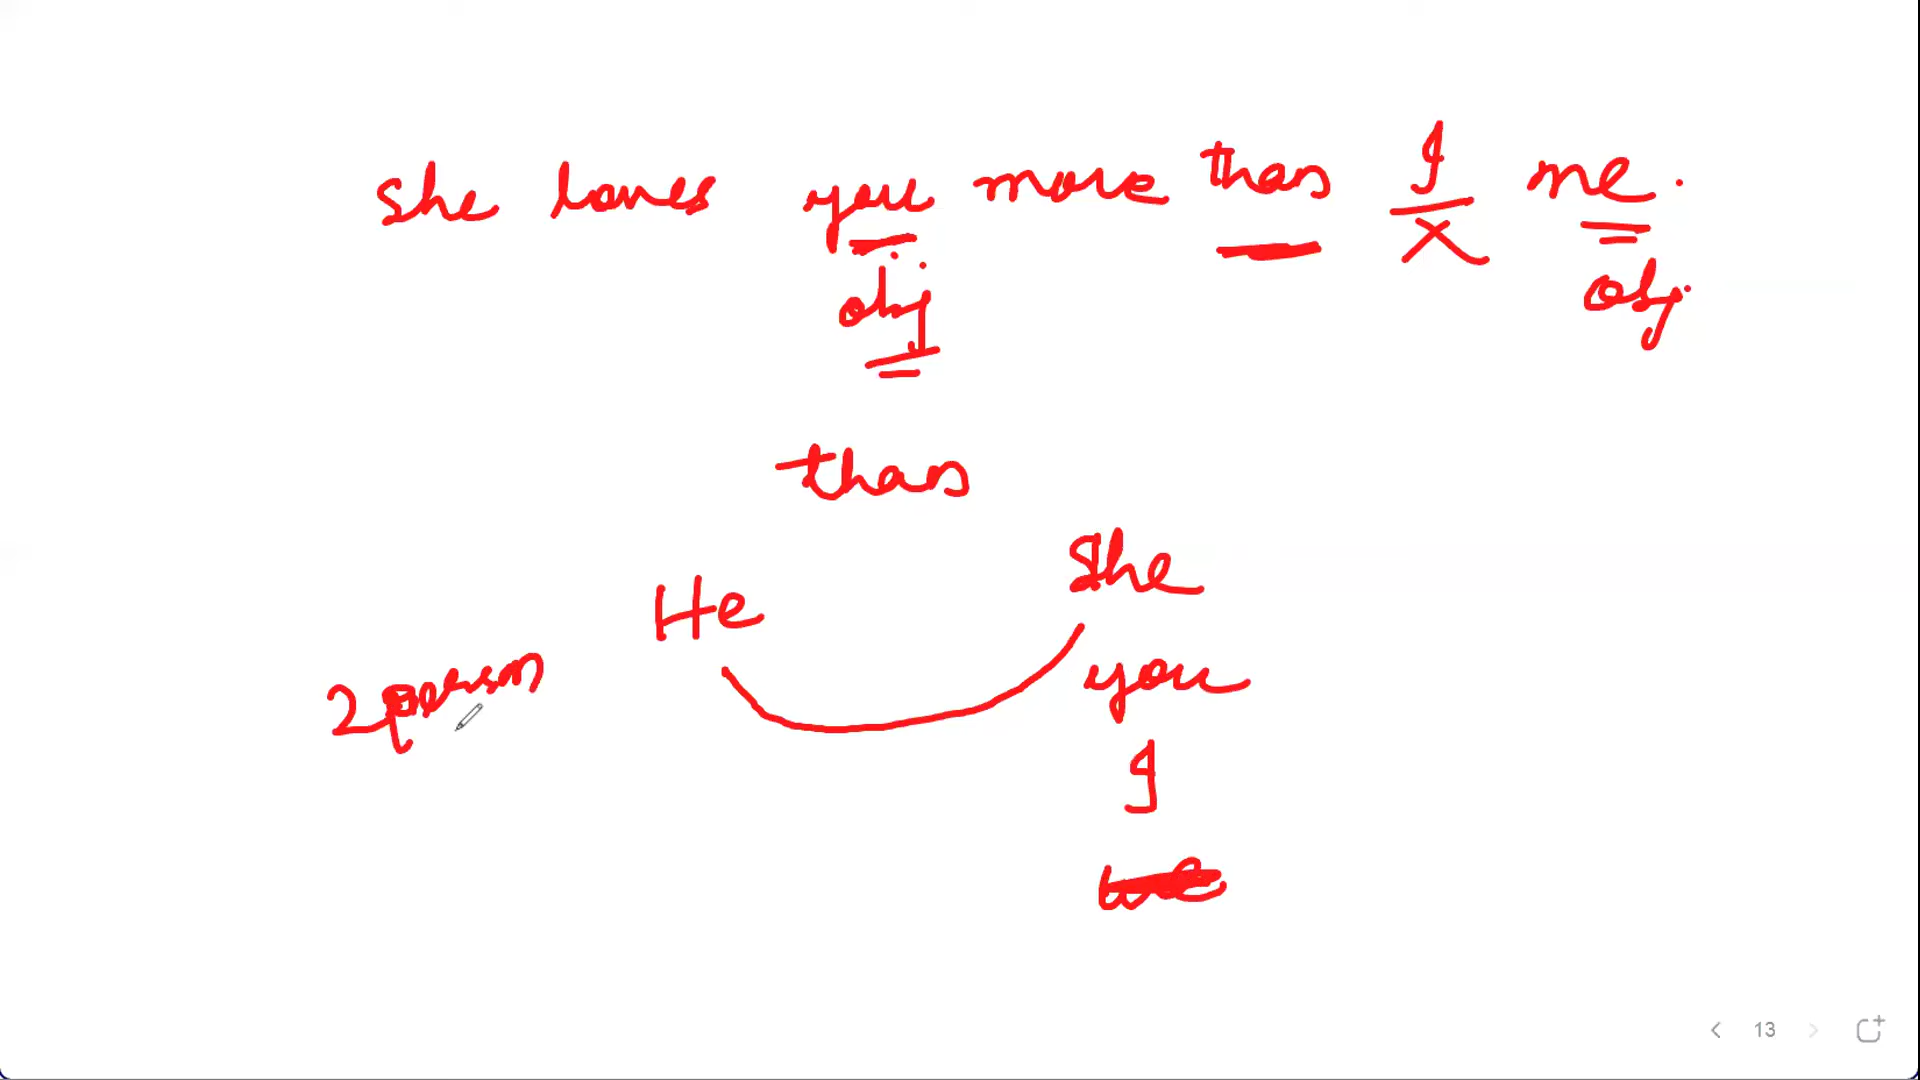 She loves you more than I me.
X
obj obj.
than
She
He
2 person you
I
13